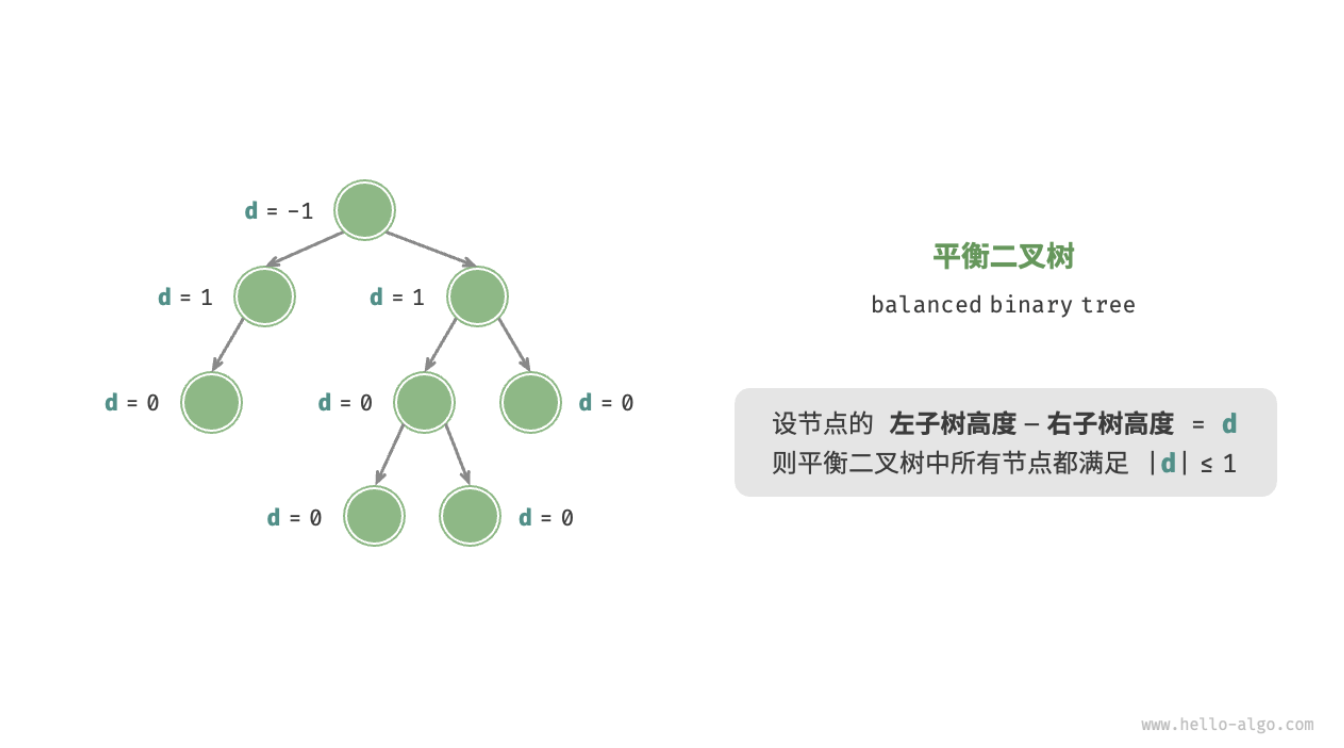 d = -1
d = 1
d = 1
d = 0
d = 0
d = 0
d = 0
d = 0
平衡二叉树
balanced binary tree
设节点的 左子树高度 − 右子树高度 = d
则平衡二叉树中所有节点都满足 |d| ≤ 1
www.hello-algo.com